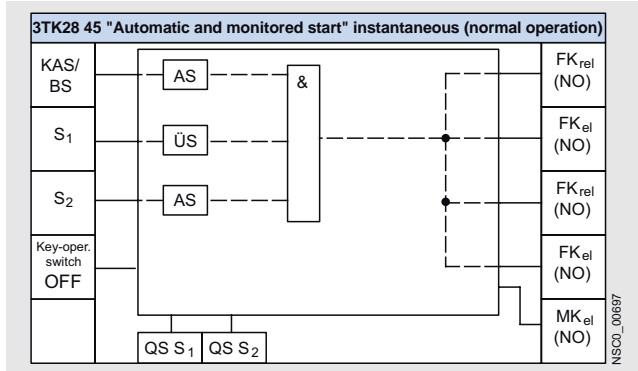 3TK28 45 "Automatic and monitored start" instantaneous (normal operation)
KAS/
BS
AS
&
FKrel
(NO)
S1
ÜS
FKel
(NO)
S2
AS
FKrel
(NO)
Key-oper.
switch
OFF
FKel
(NO)
QS S1
QS S2
MKel
(NO)
NSC0_00697